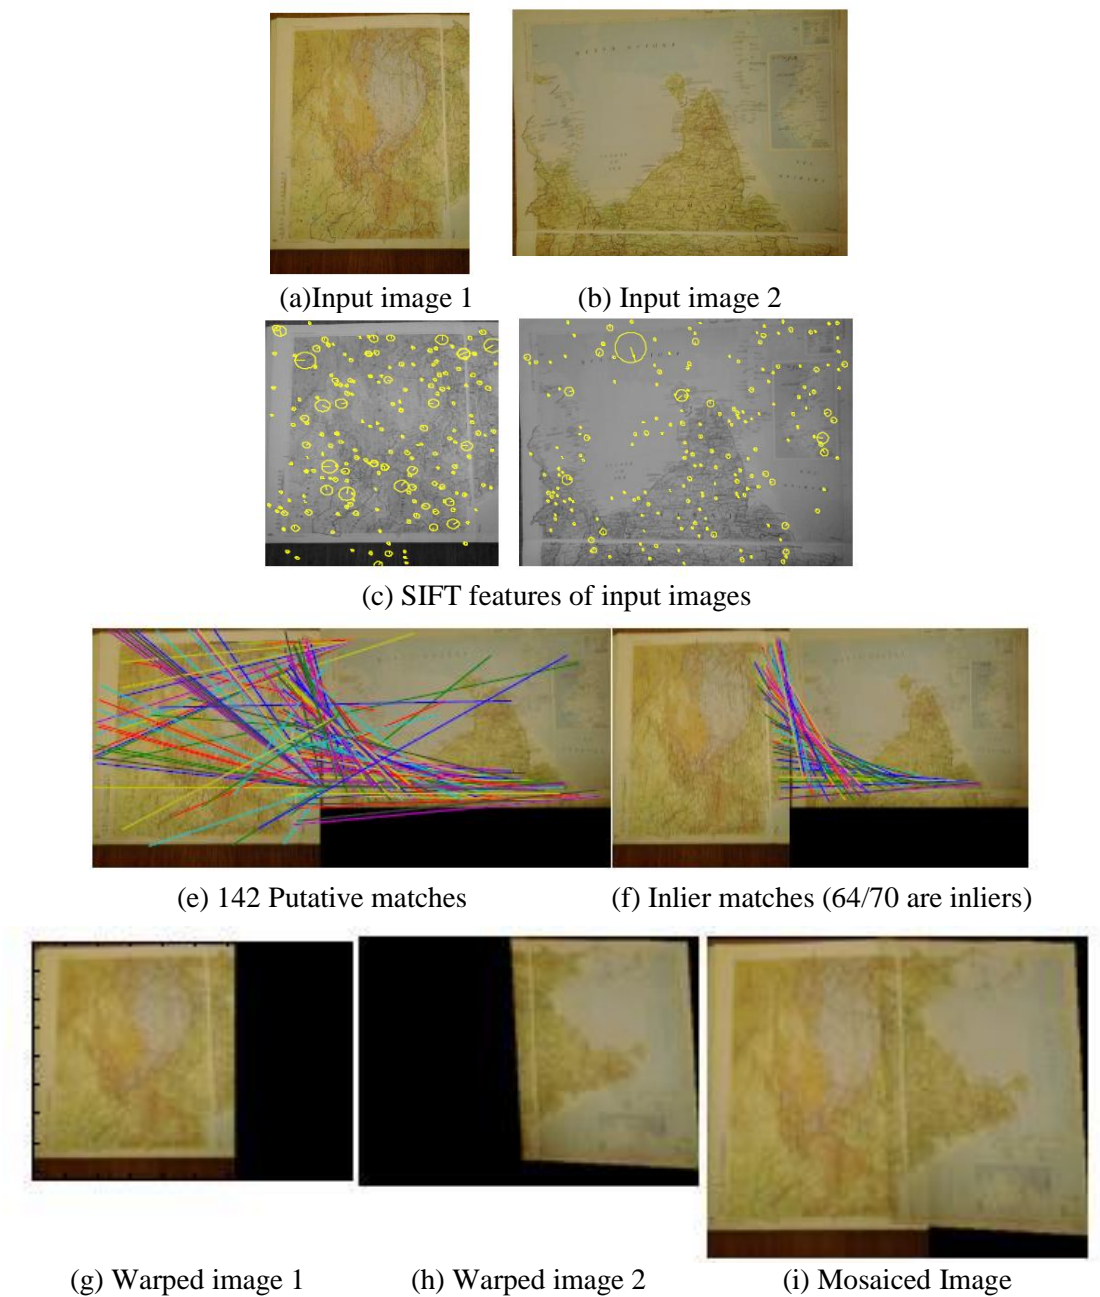 (a)Input image 1
(b) Input image 2
(c) SIFT features of input images
(e) 142 Putative matches
(f) Inlier matches (64/70 are inliers)
(g) Warped image 1
(h) Warped image 2
(i) Mosaiced Image